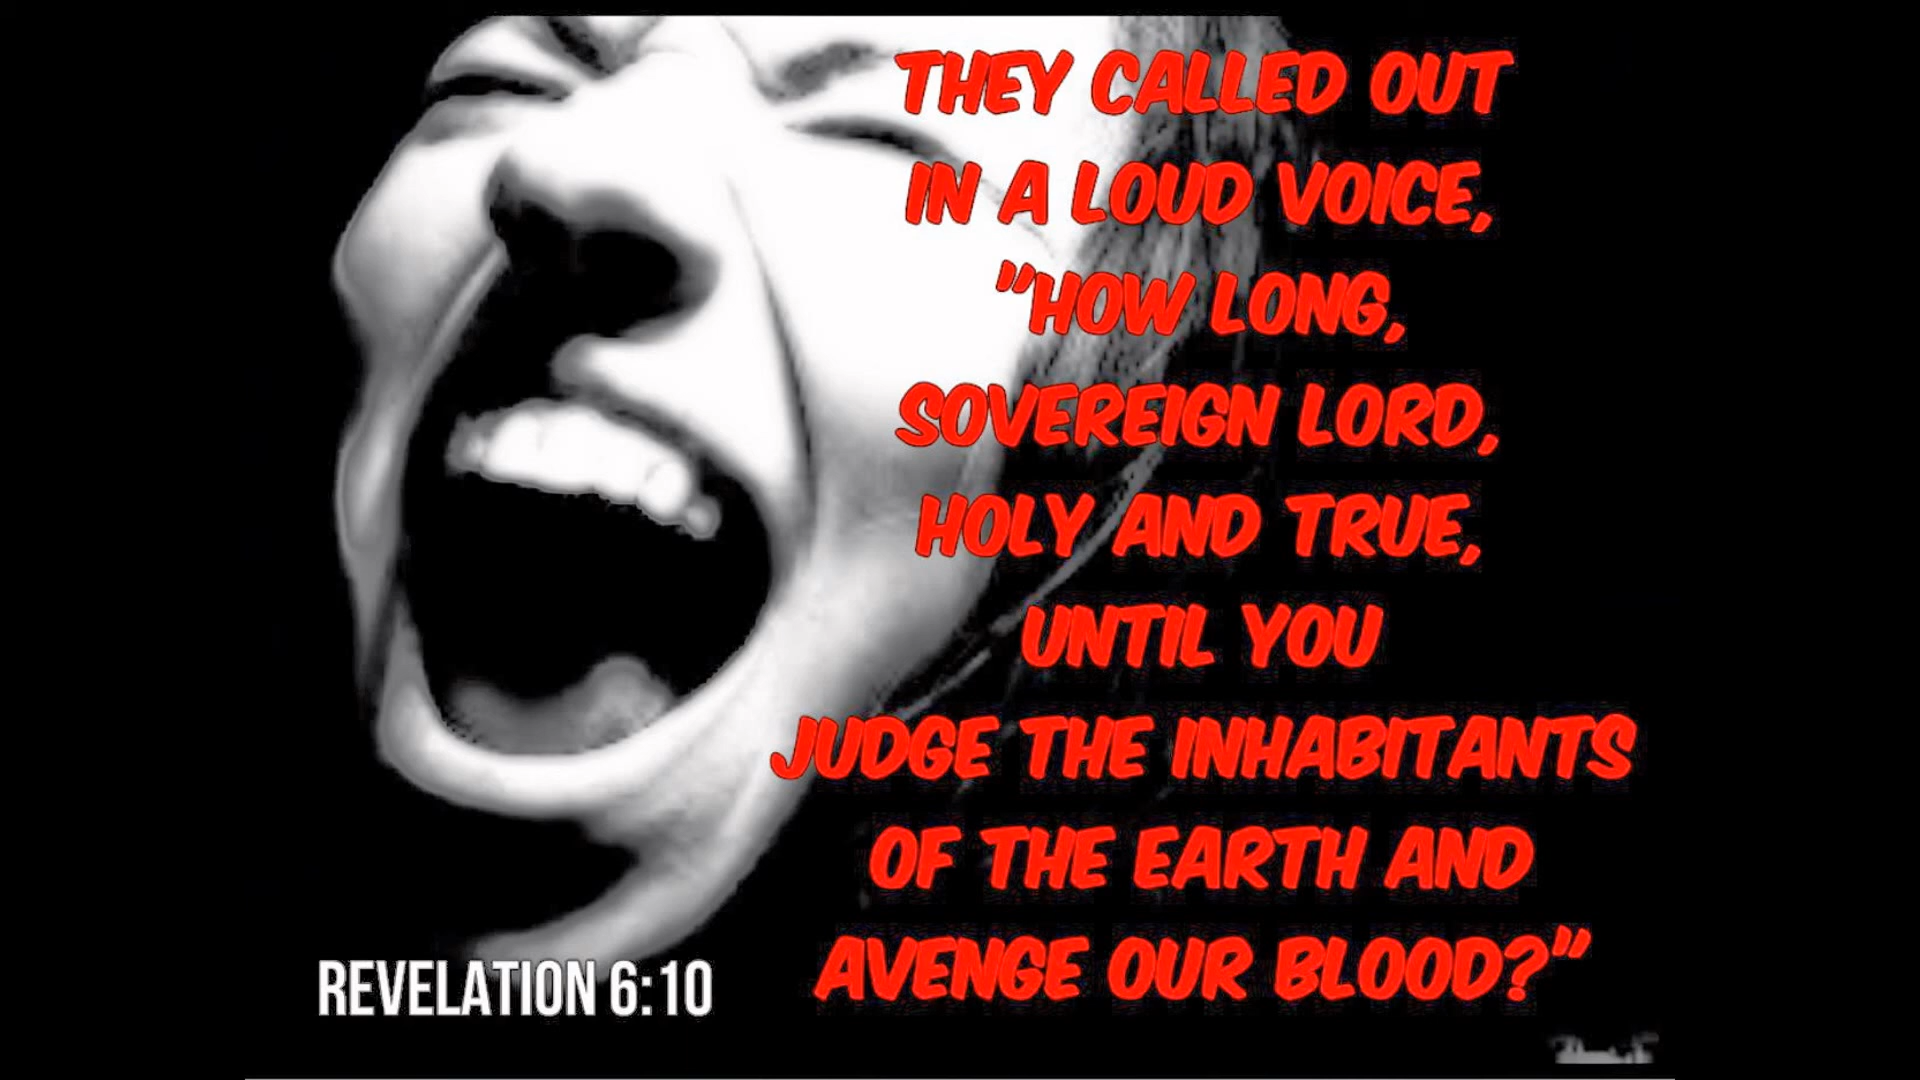 THEY CALLED OUT
IN A LOUD VOICE,
"HOW LONG,
SOVEREIGN LORD,
HOLY AND TRUE,
UNTIL YOU
JUDGE THE INHABITANTS
OF THE EARTH AND
AVENGE OUR BLOOD?"
REVELATION 6:10